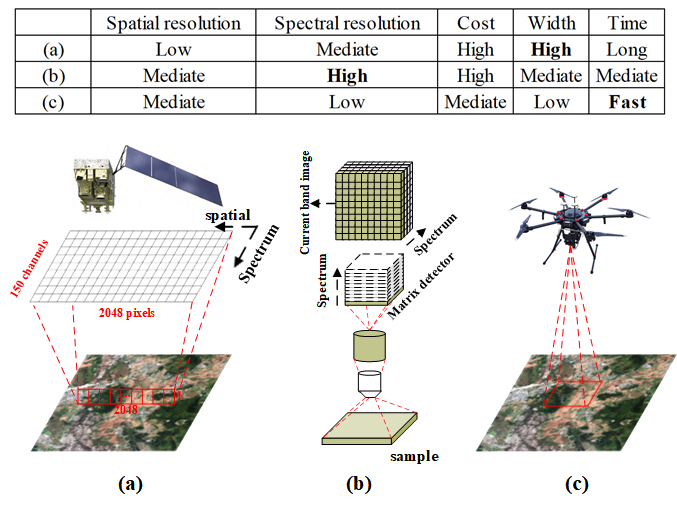 Spatial resolution Spectral resolution Cost Width Time
(a) Low Mediate High High Long
(b) Mediate High High Mediate Mediate
(c) Mediate Low Mediate Low Fast
spatial
Spectrum
150 channels
2048 pixels
2048
Current band image
Spectrum
Spectrum
Matrix detector
sample
(a) (b) (c)